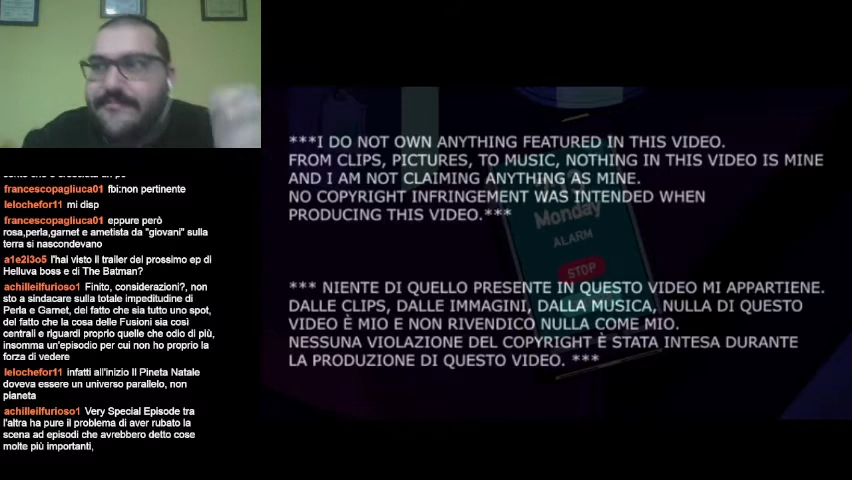 francescopagliuca01 fbi:non pertinente
lelochefor11 mi disp
francescopagliuca01 eppure però
rosa,perla,garnet e ametista da "giovani" sulla
terra si nascondevano
a1e2l3o5 l'hai visto il trailer del prossimo ep di
Helluva boss e di The Batman?
achilleilfurioso1 Finito, considerazioni?, non
sto a sindacare sulla totale impeditudine di
Perla e Garnet, del fatto che sia tutto uno spot,
del fatto che la cosa delle Fusioni sia così
centrali e riguardi proprio quelle che odio di più,
insomma un'episodio per cui non ho proprio la
forza di vedere
lelochefor11 infatti all'inizio Il Pineta Natale
doveva essere un universo parallelo, non
pianeta
achilleilfurioso1 Very Special Episode tra
l'altra ha pure il problema di aver rubato la
scena ad episodi che avrebbero detto cose
molte più importanti,
***I DO NOT OWN ANYTHING FEATURED IN THIS VIDEO.
FROM CLIPS, PICTURES, TO MUSIC, NOTHING IN THIS VIDEO IS MINE
AND I AM NOT CLAIMING ANYTHING AS MINE.
NO COPYRIGHT INFRINGEMENT WAS INTENDED WHEN
PRODUCING THIS VIDEO.***
Monday
ALARM
STOP
*** NIENTE DI QUELLO PRESENTE IN QUESTO VIDEO MI APPARTIENE.
DALLE CLIPS, DALLE IMMAGINI, DALLA MUSICA, NULLA DI QUESTO
VIDEO È MIO E NON RIVENDICO NULLA COME MIO.
NESSUNA VIOLAZIONE DEL COPYRIGHT È STATA INTESA DURANTE
LA PRODUZIONE DI QUESTO VIDEO. ***